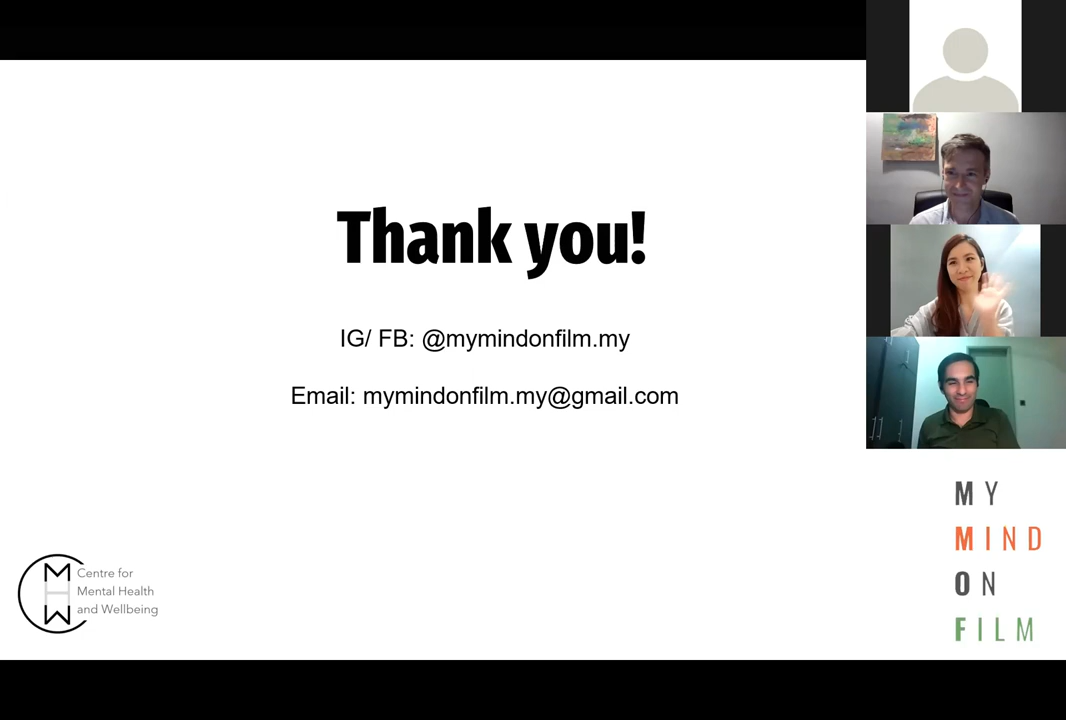 Thank you!
IG/ FB: @mymindonfilm.my
Email: mymindonfilm.my@gmail.com
MY
MIND
ON
FILM
CMHW
Centre for
Mental Health
and Wellbeing